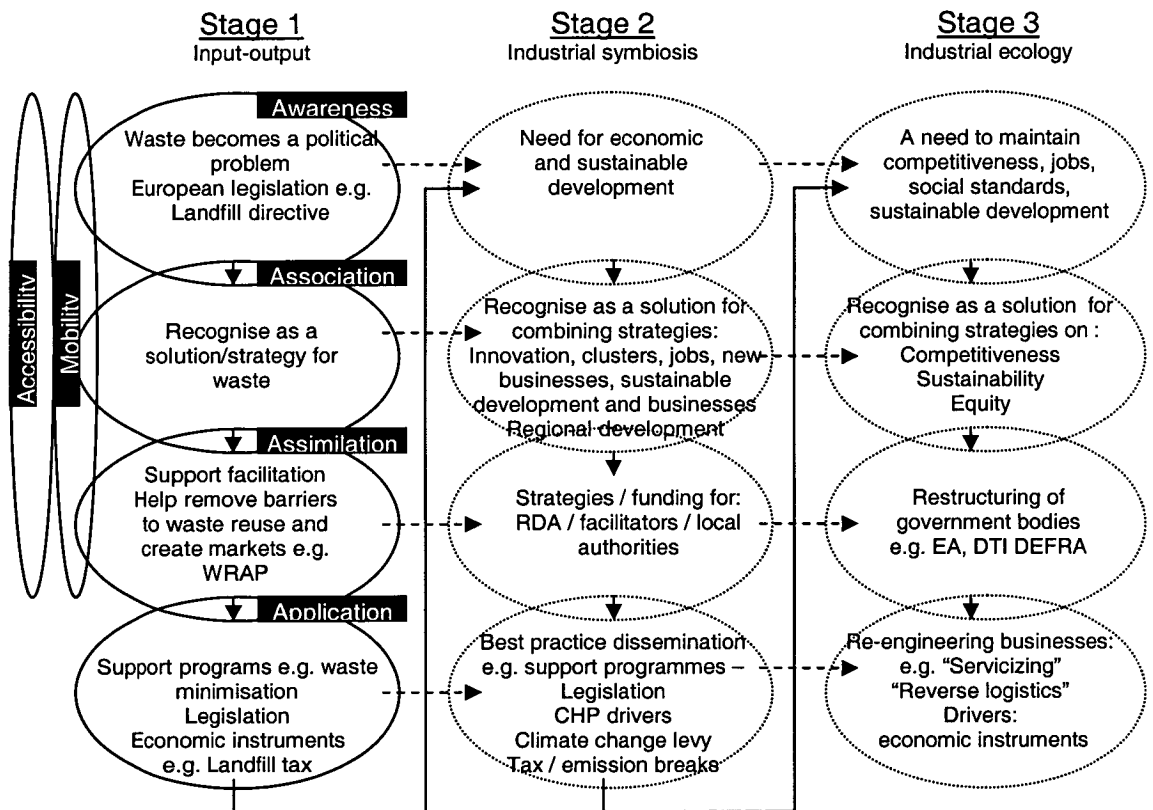 Stage 1
Input-output
Stage 2
Industrial symbiosis
Stage 3
Industrial ecology
Accessibility
Mobility
Awareness
Waste becomes a political
problem
European legislation e.g.
Landfill directive
Need for economic
and sustainable
development
A need to maintain
competitiveness, jobs,
social standards,
sustainable development
Association
Recognise as a
solution/strategy for
waste
Recognise as a solution for
combining strategies:
Innovation, clusters, jobs, new
businesses, sustainable
development and businesses
Regional development
Recognise as a solution for
combining strategies on :
Competitiveness
Sustainability
Equity
Assimilation
Support facilitation
Help remove barriers
to waste reuse and
create markets e.g.
WRAP
Strategies / funding for:
RDA / facilitators / local
authorities
Restructuring of
government bodies
e.g. EA, DTI DEFRA
Application
Support programs e.g. waste
minimisation
Legislation
Economic instruments
e.g. Landfill tax
Best practice dissemination
e.g. support programmes –
Legislation
CHP drivers
Climate change levy
Tax / emission breaks
Re-engineering businesses:
e.g. “Servicizing”
“Reverse logistics”
Drivers:
economic instruments